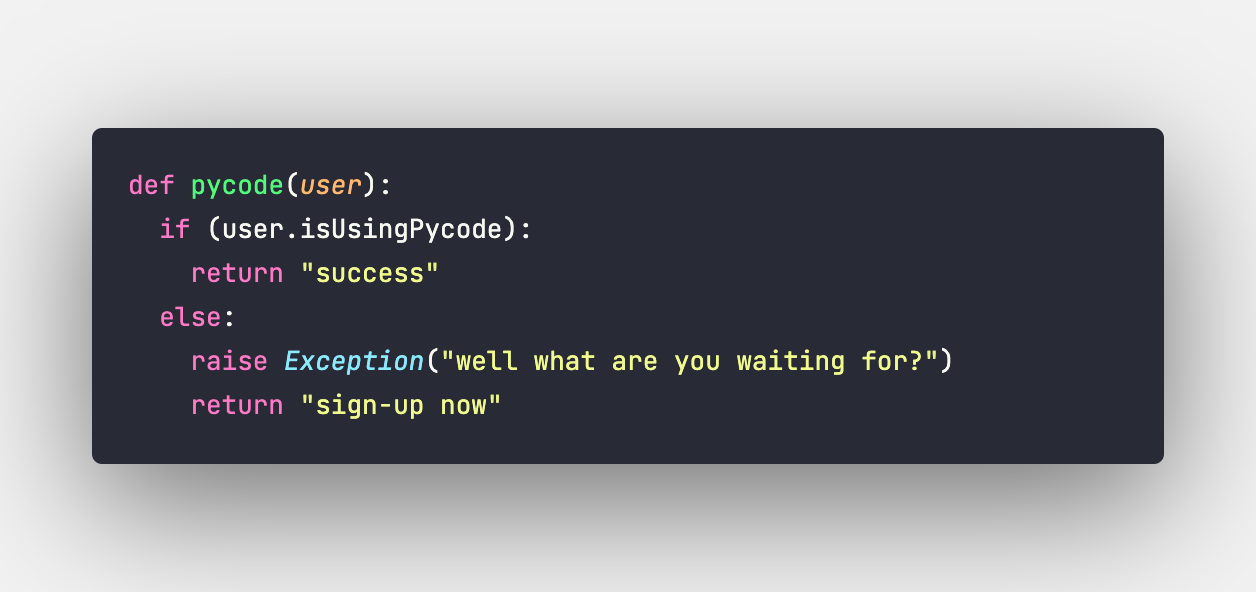 def pycode(user):
  if (user.isUsingPycode):
    return "success"
  else:
    raise Exception("well what are you waiting for?")
    return "sign-up now"